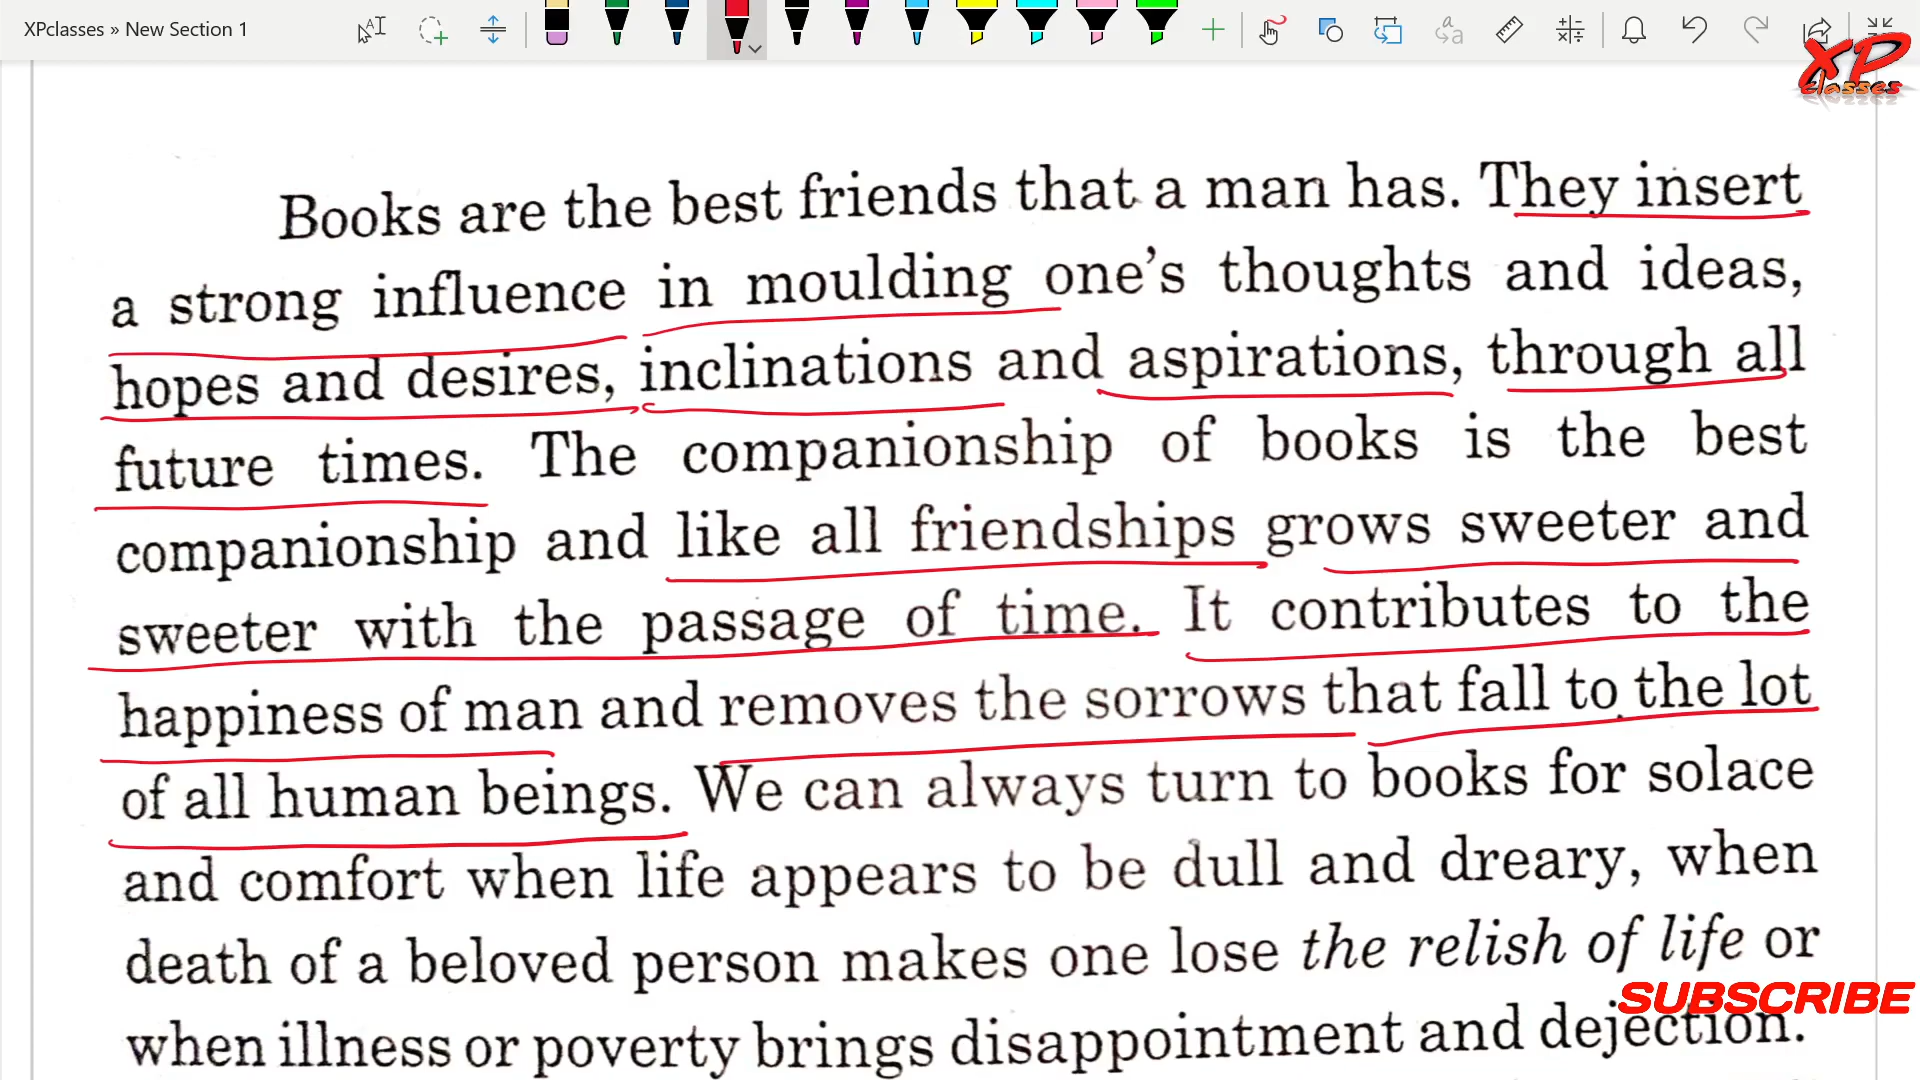 XPclasses » New Section 1
XP
classes
Books are the best friends that a man has. They insert
a strong influence in moulding one's thoughts and ideas,
hopes and desires, inclinations and aspirations, through all
future times. The companionship of books is the best
companionship and like all friendships grows sweeter and
sweeter with the passage of time. It contributes to the
happiness of man and removes the sorrows that fall to the lot
of all human beings. We can always turn to books for solace
and comfort when life appears to be dull and dreary, when
death of a beloved person makes one lose the relish of life or
SUBSCRIBE
when illness or poverty brings disappointment and dejection.